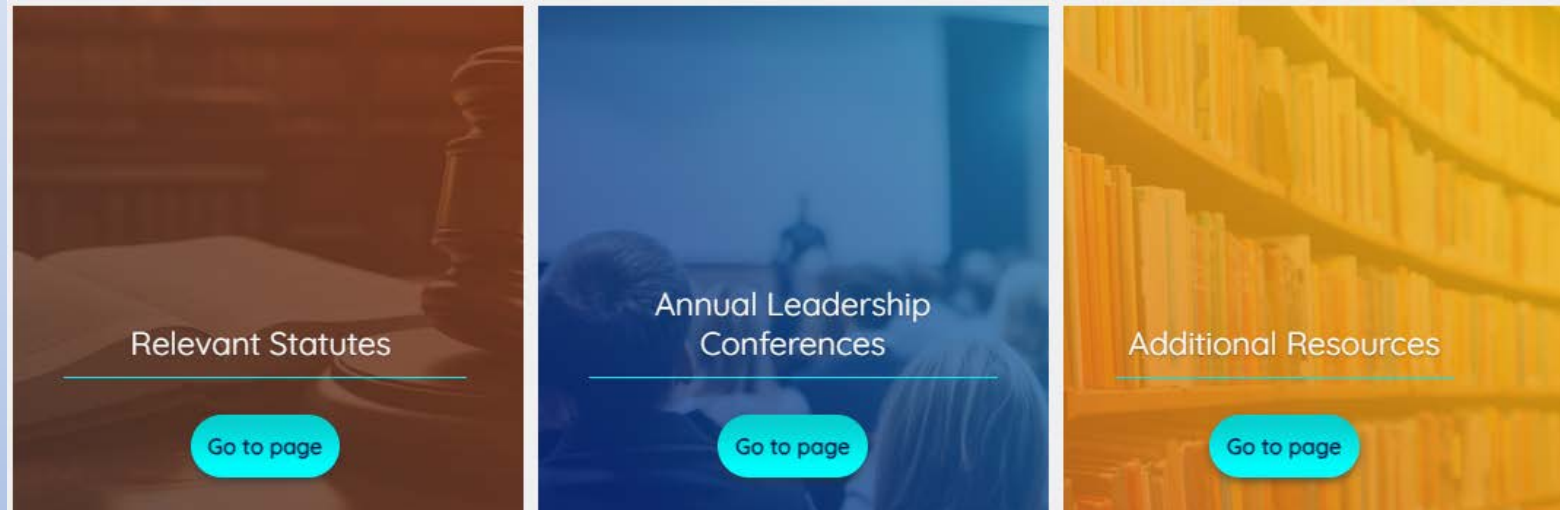 Relevant Statutes
Go to page
Annual Leadership
Conferences
Go to page
Additional Resources
Go to page